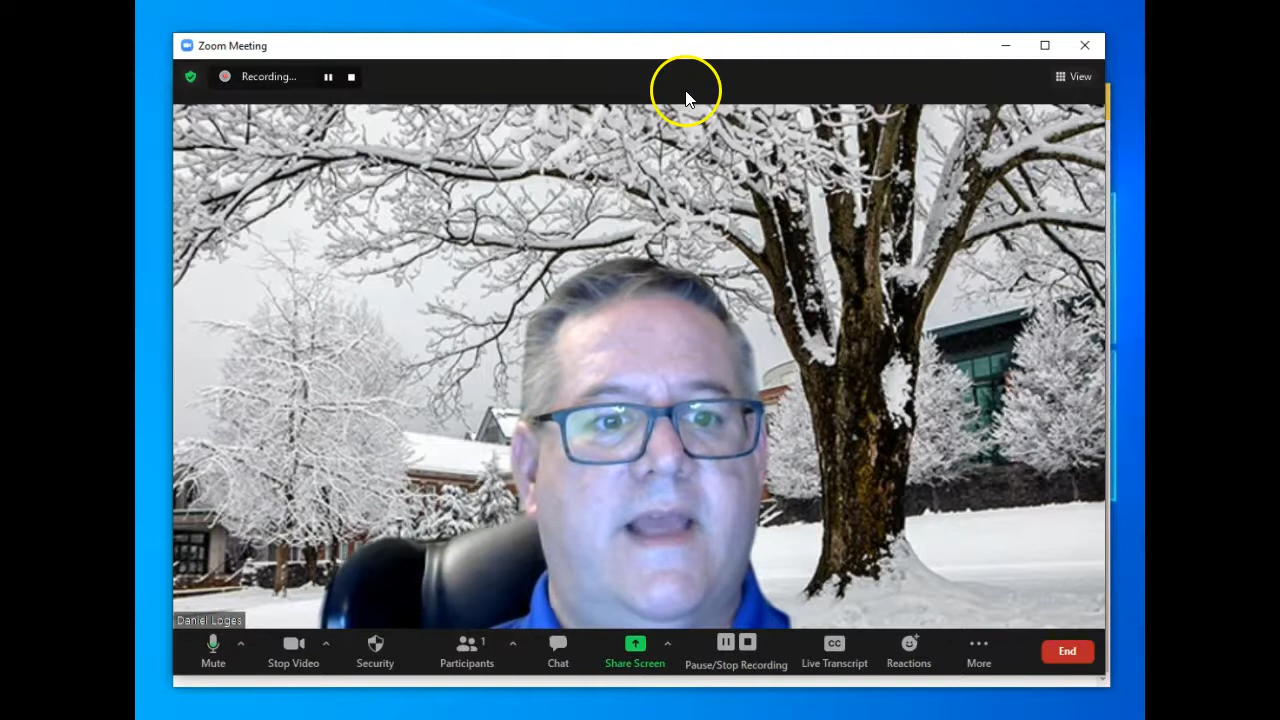 Zoom Meeting
Recording...
View
Daniel Loges
Mute
Stop Video
Security
Participants
1
Chat
Share Screen
Pause/Stop Recording
CC
Live Transcript
Reactions
More
End